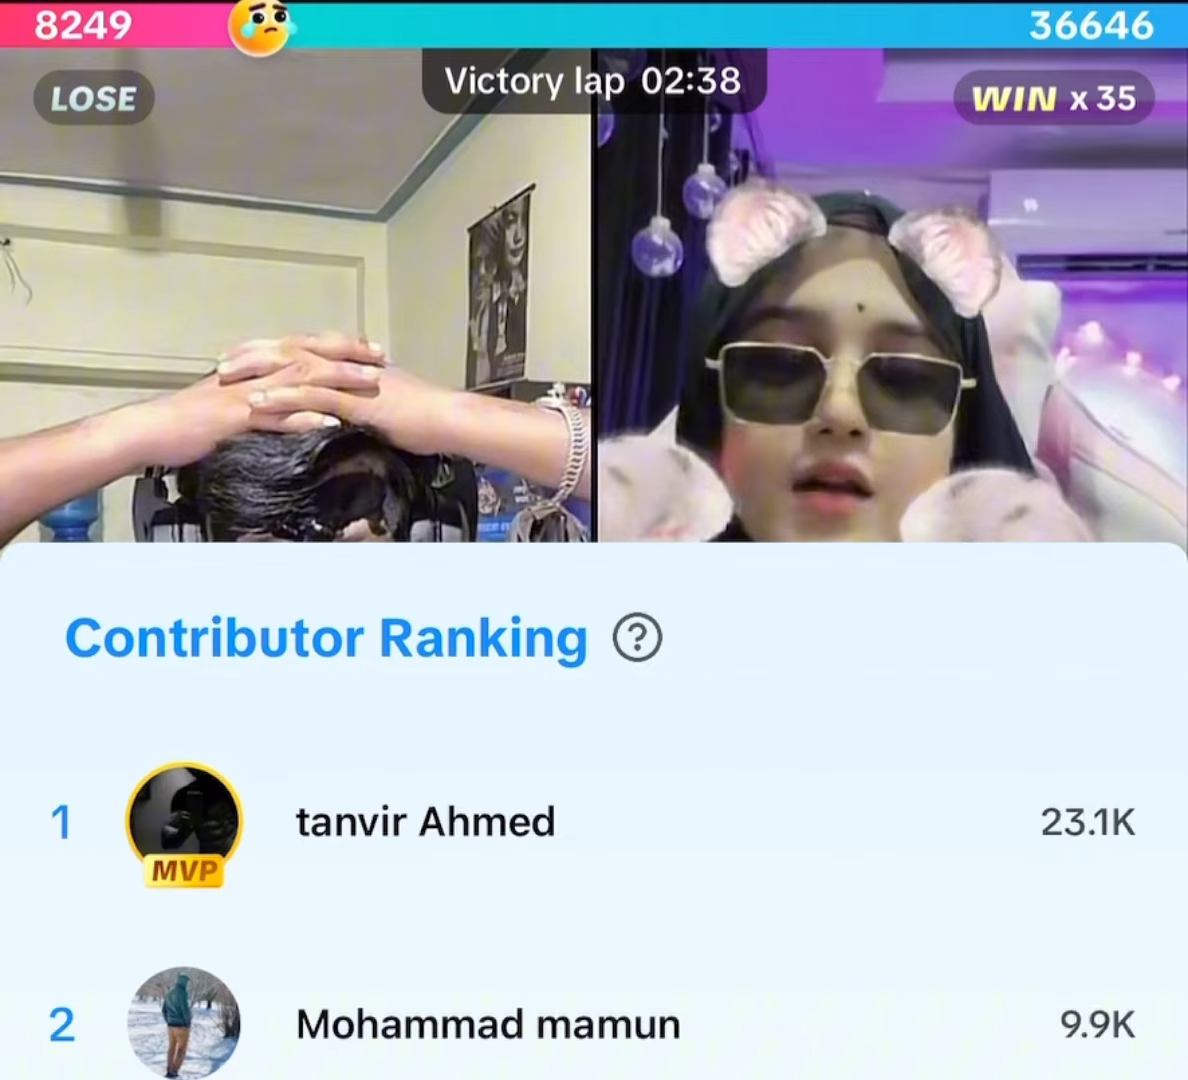 8249
36646
Victory lap 02:38
LOSE
WIN x 35
Contributor Ranking ?
1
MVP
tanvir Ahmed
23.1K
2
Mohammad mamun
9.9K